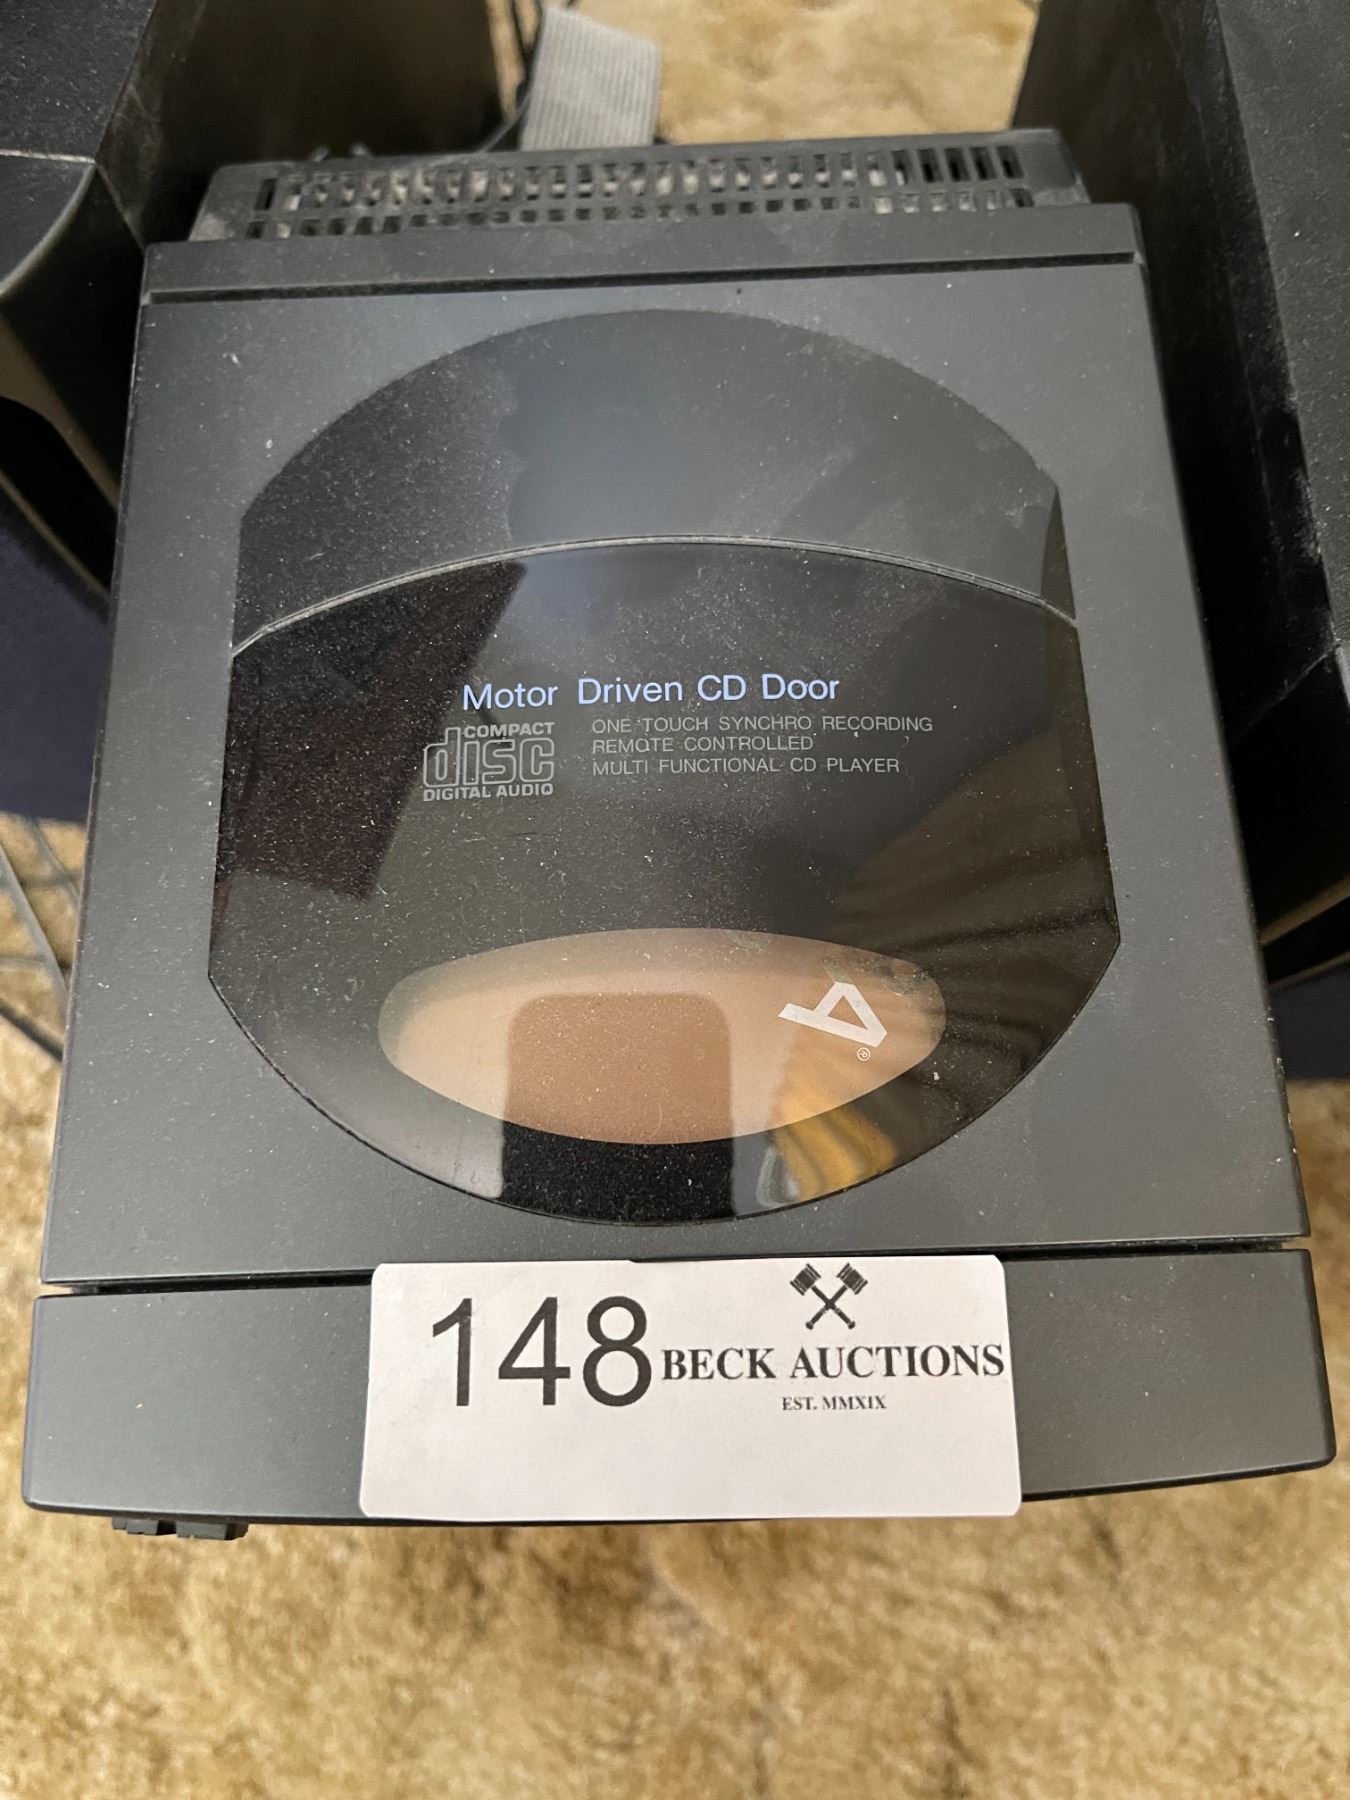 Motor Driven CD Door
COMPACT
disc
DIGITAL AUDIO
ONE TOUCH SYNCHRO RECORDING
REMOTE CONTROLLED
MULTI FUNCTIONAL CD PLAYER
®
148
BECK AUCTIONS
EST. MMXIX